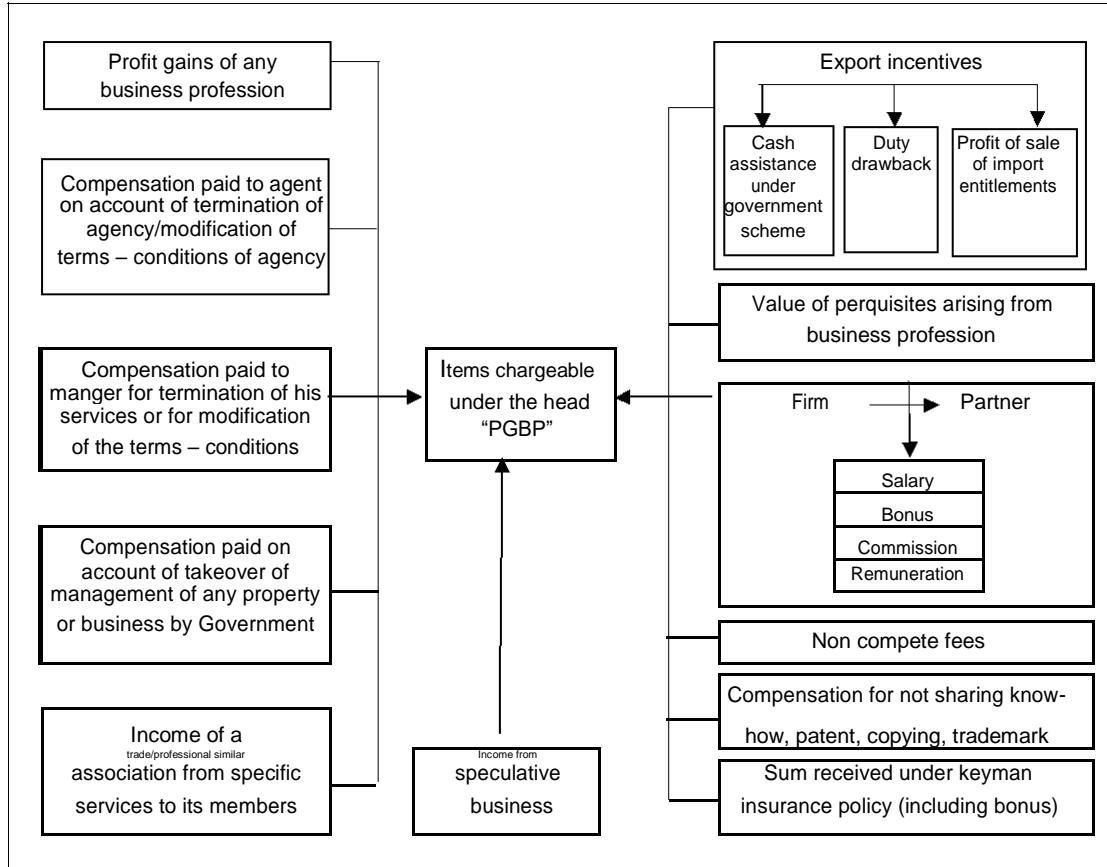 Profit gains of any
business profession
Compensation paid to agent
on account of termination of
agency/modification of
terms – conditions of agency
Compensation paid to
manger for termination of his
services or for modification
of the terms – conditions
Compensation paid on
account of takeover of
management of any property
or business by Government
Income of a
trade/professional similar
association from specific
services to its members
Items chargeable
under the head
“PGBP”
Income from
speculative
business
Export incentives
Cash
assistance
under
government
scheme
Duty
drawback
Profit of sale
of import
entitlements
Value of perquisites arising from
business profession
Firm
Partner
Salary
Bonus
Commission
Remuneration
Non compete fees
Compensation for not sharing know-
how, patent, copying, trademark
Sum received under keyman
insurance policy (including bonus)